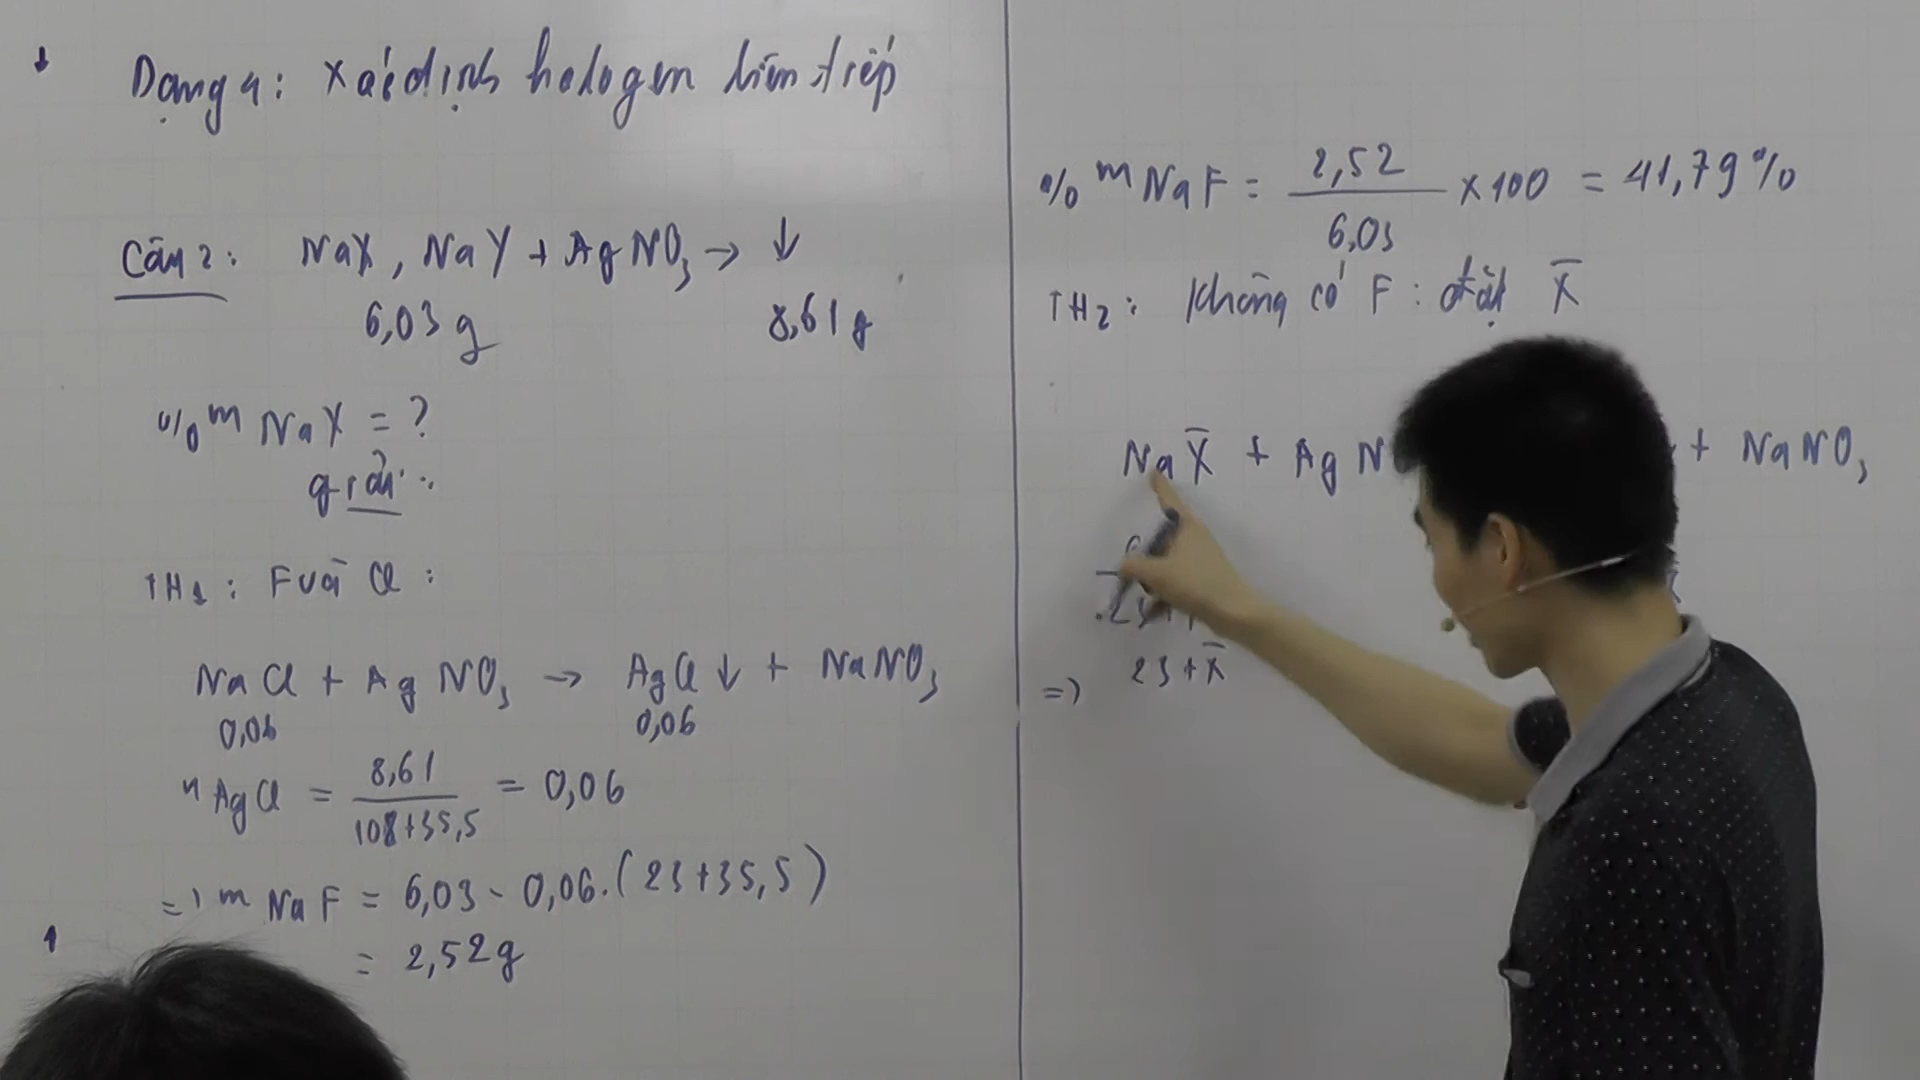 Dạng 4: Xác định halogen liên tiếp
Câu 2: NaX, NaY + AgNO3 → ↓
6,03 g 8,61 g
% m NaX = ?
giải:
TH1: F và Cl:
NaCl + AgNO3 → AgCl ↓ + NaNO3
0,06 0,06
n AgCl = 8,61 / 108+35,5 = 0,06
=> m NaF = 6,03 - 0,06.(23+35,5)
= 2,52g
% m NaF = 2,52 / 6,03 x 100 = 41,79%
TH2: Không có F: đặt X̄
NaX̄ + Ag N + NaNO3
=> 23+X̄